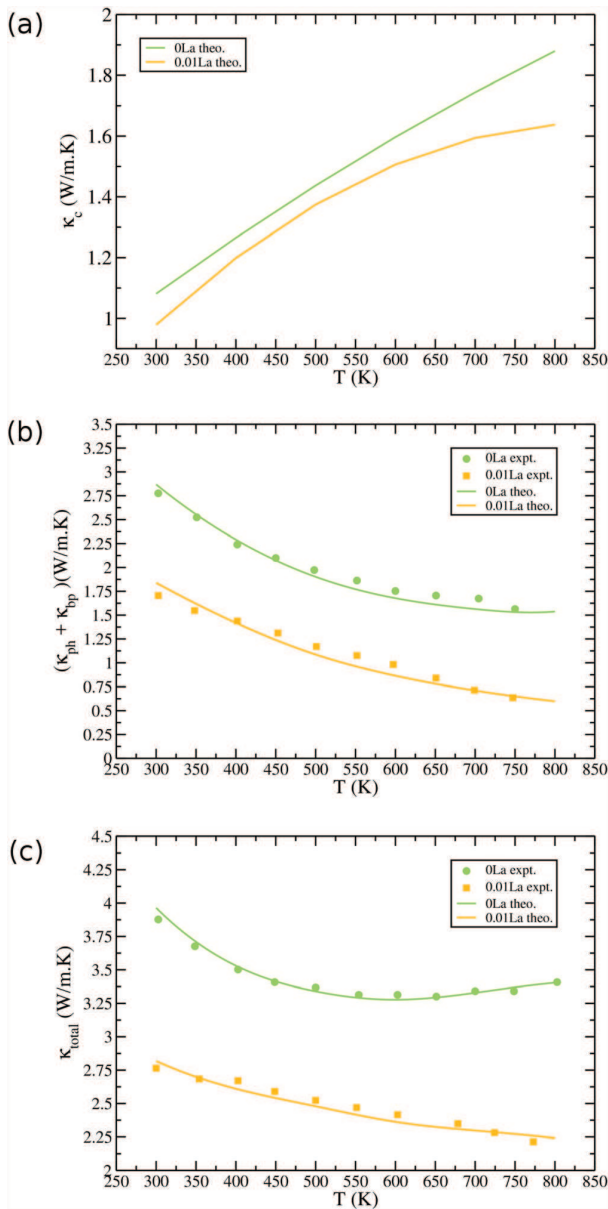 (a)
2
1.8
1.6
1.4
1.2
1
κc (W/m.K)
0La theo.
0.01La theo.
250 300 350 400 450 500 550 600 650 700 750 800 850
T (K)
(b)
3.5
3.25
3
2.75
2.5
2.25
2
1.75
1.5
1.25
1
0.75
0.5
0.25
0
(κph + κbp )(W/m.K)
0La expt.
0.01La expt.
0La theo.
0.01La theo.
250 300 350 400 450 500 550 600 650 700 750 800 850
T (K)
(c)
4.5
4.25
4
3.75
3.5
3.25
3
2.75
2.5
2.25
2
κtotal (W/m.K)
0La expt.
0.01La expt.
0La theo.
0.01La theo.
250 300 350 400 450 500 550 600 650 700 750 800 850
T (K)